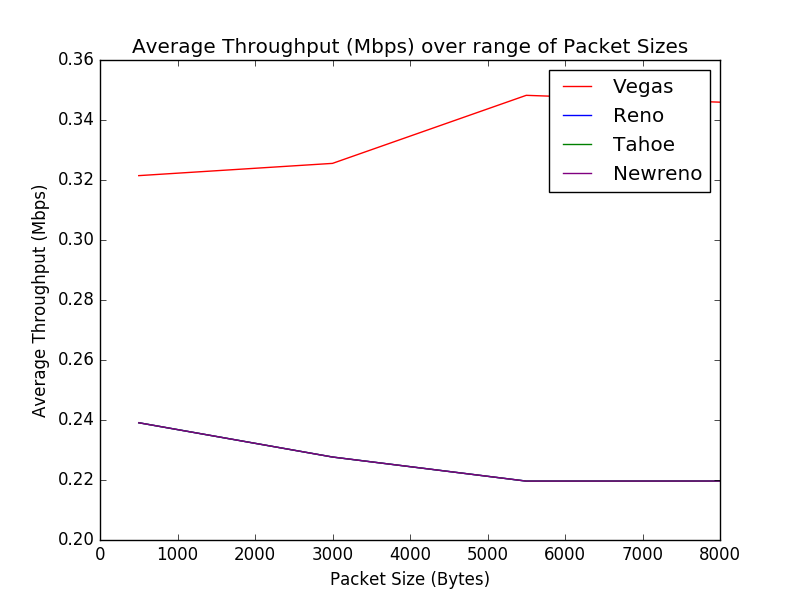 Average Throughput (Mbps) over range of Packet Sizes
0.36
0.34
0.32
0.30
0.28
0.26
0.24
0.22
0.20
Average Throughput (Mbps)
Vegas
Reno
Tahoe
Newreno
0 1000 2000 3000 4000 5000 6000 7000 8000
Packet Size (Bytes)